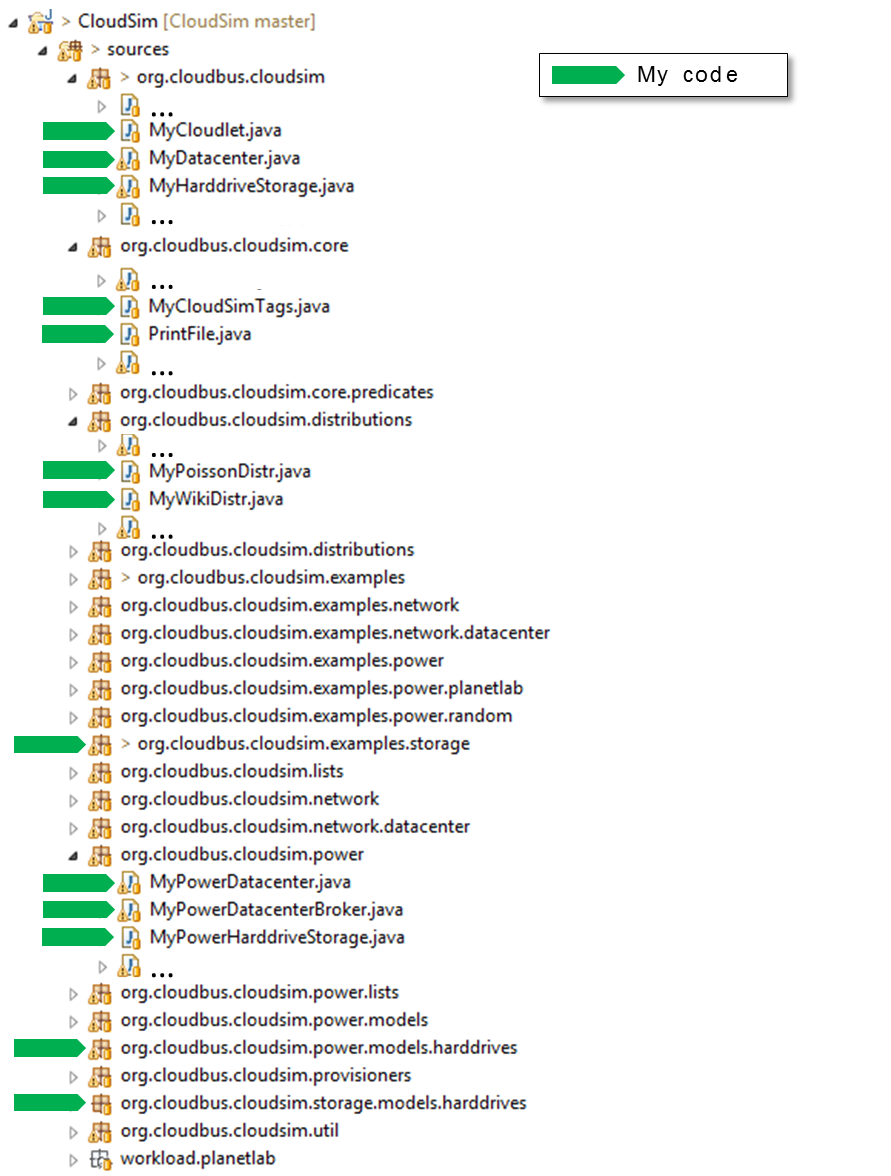 > CloudSim [CloudSim master]
> sources
> org.cloudbus.cloudsim
My code
...
MyCloudlet.java
MyDatacenter.java
MyHarddriveStorage.java
...
org.cloudbus.cloudsim.core
...
MyCloudSimTags.java
PrintFile.java
...
org.cloudbus.cloudsim.core.predicates
org.cloudbus.cloudsim.distributions
...
MyPoissonDistr.java
MyWikiDistr.java
...
org.cloudbus.cloudsim.distributions
> org.cloudbus.cloudsim.examples
org.cloudbus.cloudsim.examples.network
org.cloudbus.cloudsim.examples.network.datacenter
org.cloudbus.cloudsim.examples.power
org.cloudbus.cloudsim.examples.power.planetlab
org.cloudbus.cloudsim.examples.power.random
> org.cloudbus.cloudsim.examples.storage
org.cloudbus.cloudsim.lists
org.cloudbus.cloudsim.network
org.cloudbus.cloudsim.network.datacenter
org.cloudbus.cloudsim.power
MyPowerDatacenter.java
MyPowerDatacenterBroker.java
MyPowerHarddriveStorage.java
...
org.cloudbus.cloudsim.power.lists
org.cloudbus.cloudsim.power.models
org.cloudbus.cloudsim.power.models.harddrives
org.cloudbus.cloudsim.provisioners
org.cloudbus.cloudsim.storage.models.harddrives
org.cloudbus.cloudsim.util
workload.planetlab